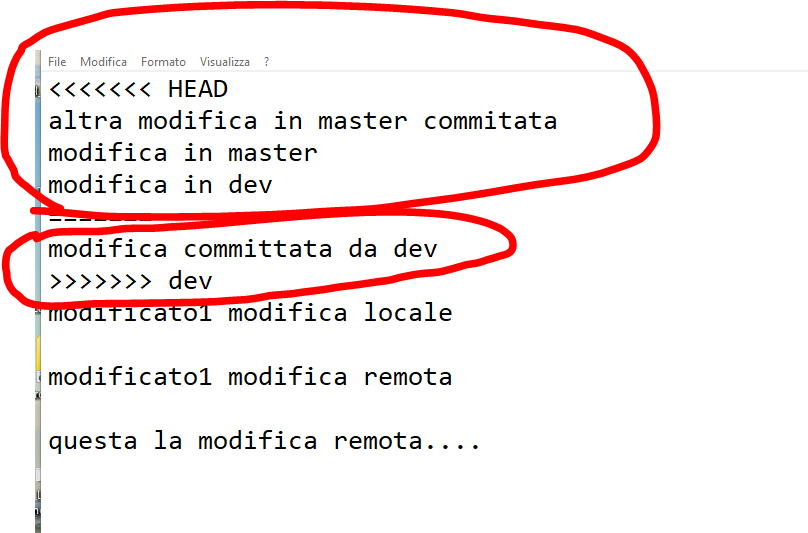 File Modifica Formato Visualizza ?
<<<<<<< HEAD
altra modifica in master commitata
modifica in master
modifica in dev
=======
modifica committata da dev
>>>>>>> dev
modificato1 modifica locale
modificato1 modifica remota
questa la modifica remota....